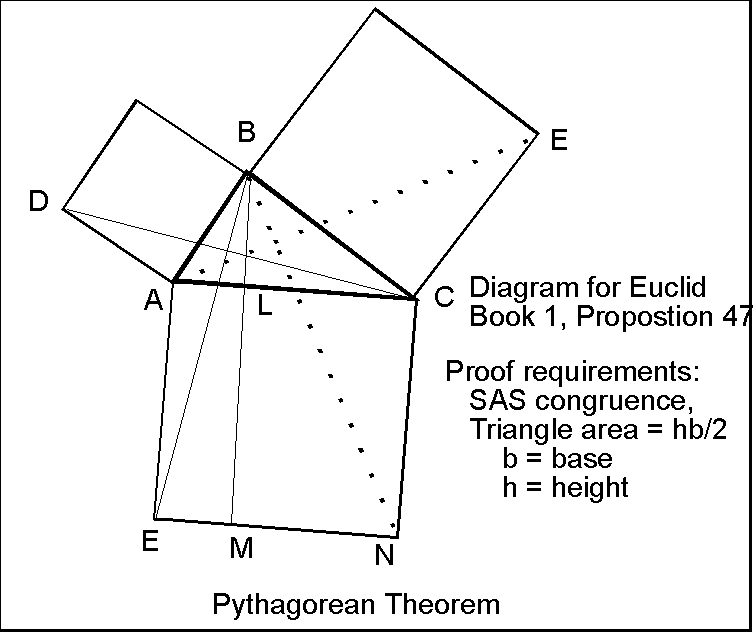 B
E
D
A
L
C
Diagram for Euclid
Book 1, Propostion 47
Proof requirements:
SAS congruence,
Triangle area = hb/2
b = base
h = height
E
M
N
Pythagorean Theorem